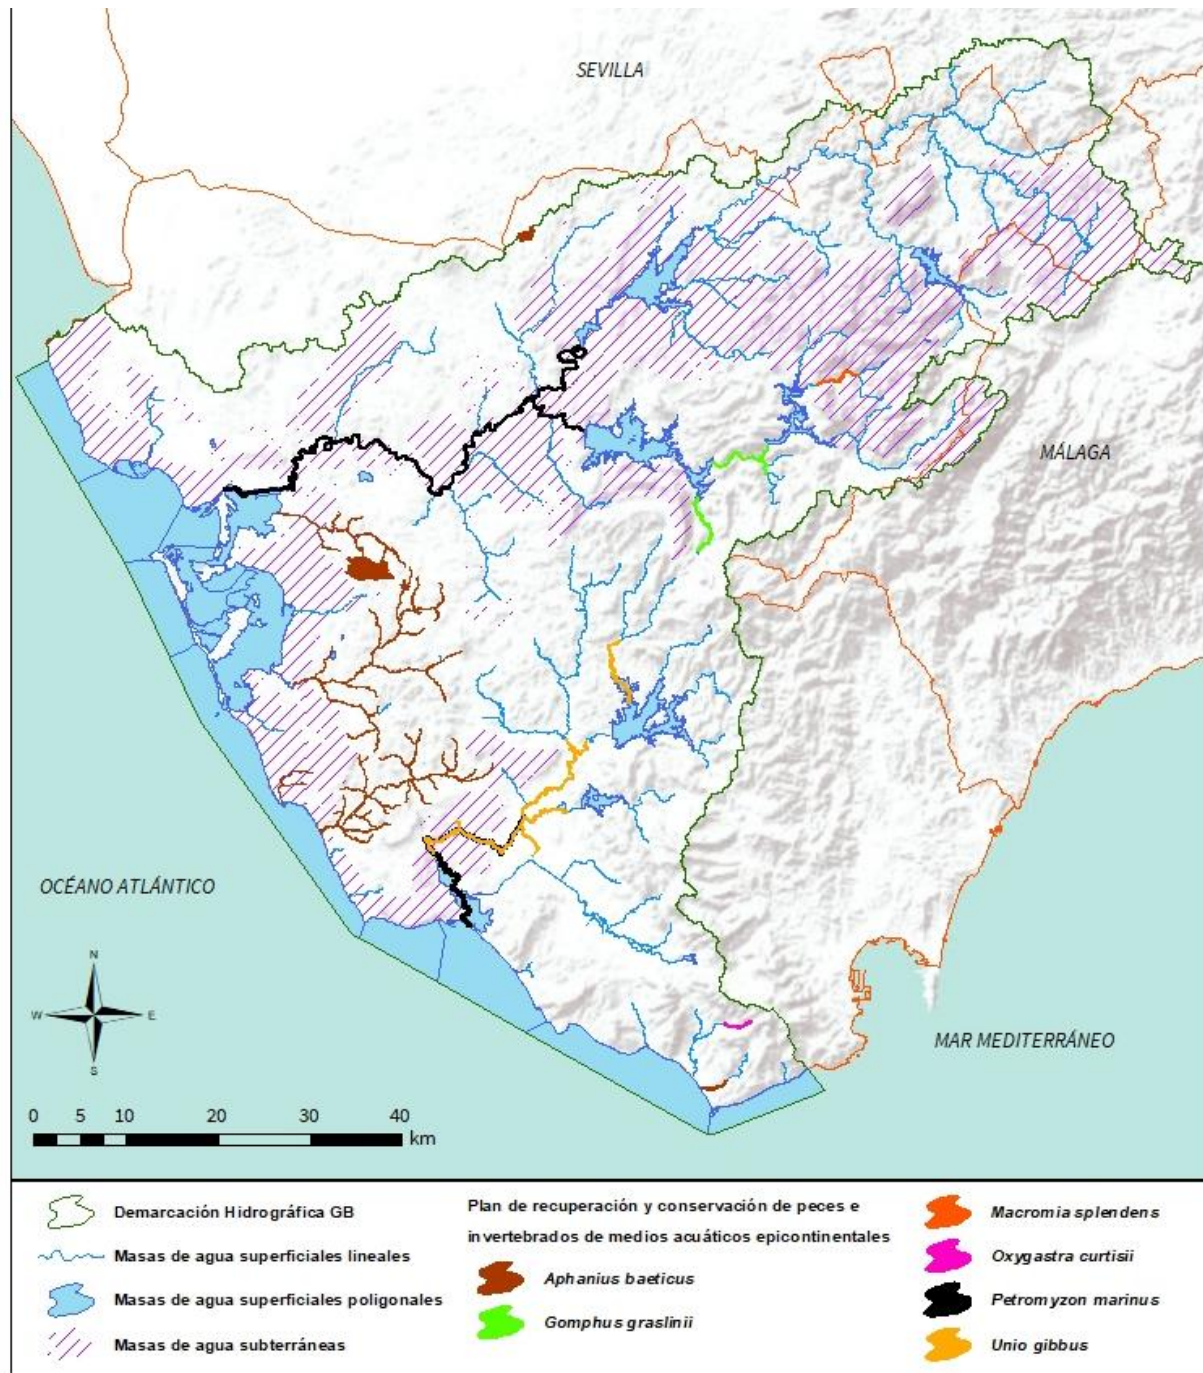 SEVILLA
MÁLAGA
OCÉANO ATLÁNTICO
MAR MEDITERRÁNEO
N
W
E
S
0 5 10 20 30 40
km
Demarcación Hidrográfica GB
Masas de agua superficiales lineales
Masas de agua superficiales poligonales
Masas de agua subterráneas
Plan de recuperación y conservación de peces e
invertebrados de medios acuáticos epicontinentales
Aphanius baeticus
Gomphus graslinii
Macromia splendens
Oxygastra curtisii
Petromyzon marinus
Unio gibbus